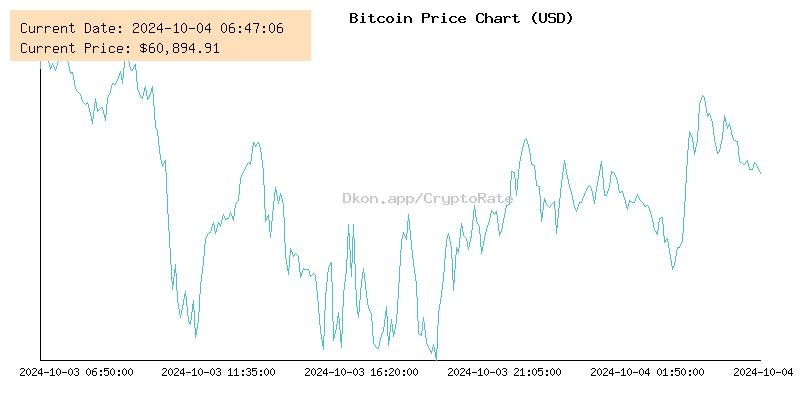 Bitcoin Price Chart (USD)
Current Date: 2024-10-04 06:47:06
Current Price: $60,894.91
Dkon.app/CryptoRate
2024-10-03 06:50:00 2024-10-03 11:35:00 2024-10-03 16:20:00 2024-10-03 21:05:00 2024-10-04 01:50:00 2024-10-04